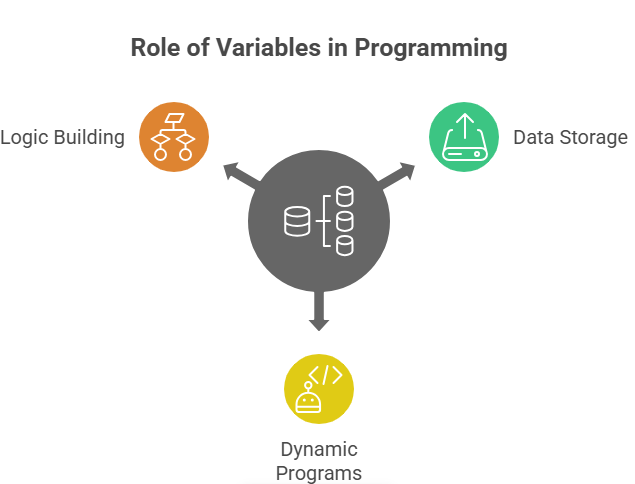 Role of Variables in Programming
Logic Building
Data Storage
Dynamic
Programs